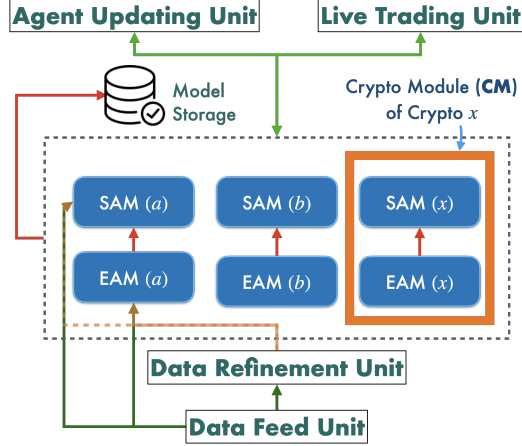 Agent Updating Unit
Live Trading Unit
Model
Storage
Crypto Module (CM)
of Crypto x
SAM (a)
SAM (b)
SAM (x)
EAM (a)
EAM (b)
EAM (x)
Data Refinement Unit
Data Feed Unit